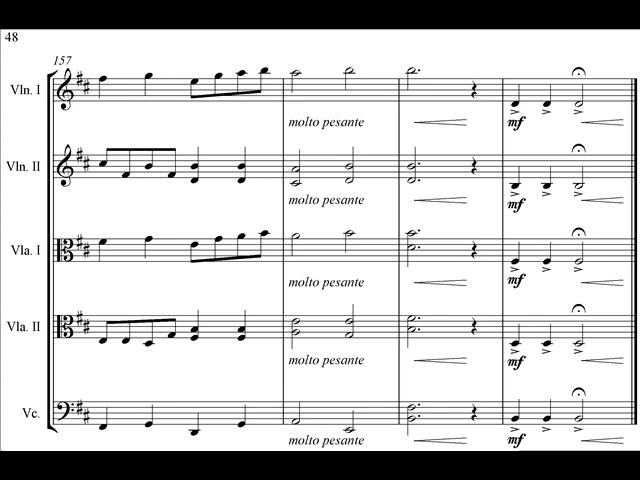 48
157
Vln. I
molto pesante
mf
Vln. II
molto pesante
mf
Vla. I
molto pesante
mf
Vla. II
molto pesante
mf
Vc.
molto pesante
mf